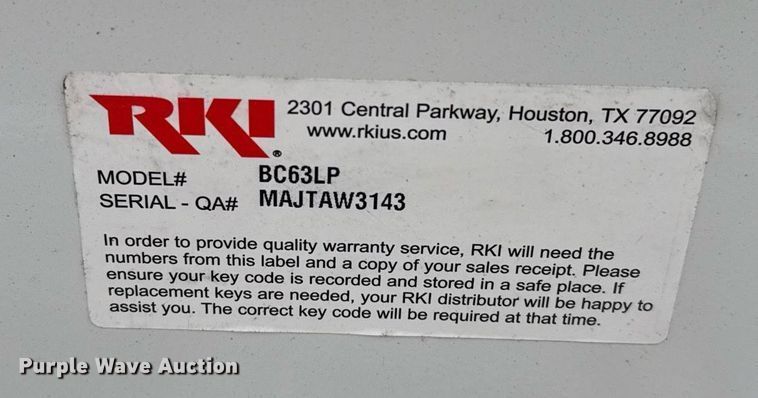 RKI®
2301 Central Parkway, Houston, TX 77092
www.rkius.com 1.800.346.8988
MODEL# BC63LP
SERIAL - QA# MAJTAW3143
In order to provide quality warranty service, RKI will need the
numbers from this label and a copy of your sales receipt. Please
ensure your key code is recorded and stored in a safe place. If
replacement keys are needed, your RKI distributor will be happy to
assist you. The correct key code will be required at that time.
Purple Wave Auction